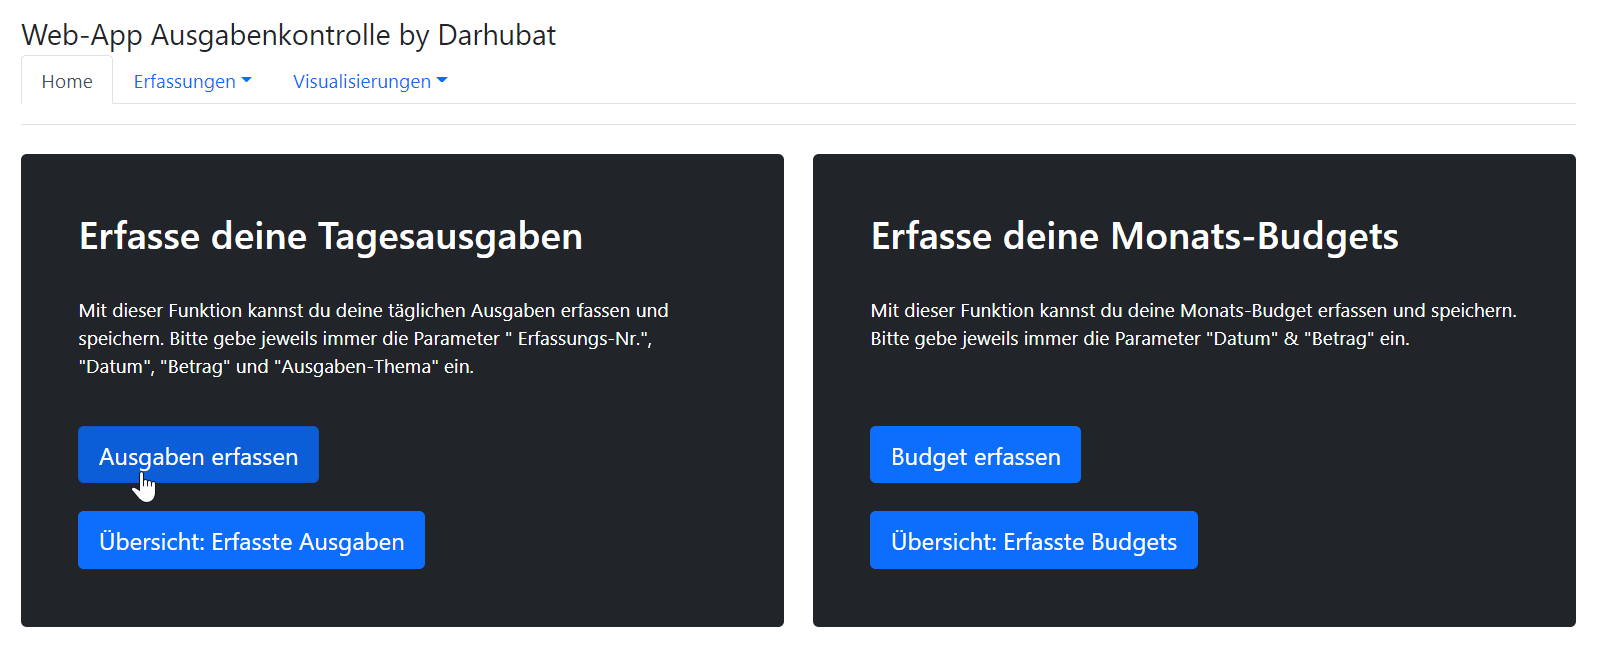 Web-App Ausgabenkontrolle by Darhubat
Home Erfassungen Visualisierungen
Erfasse deine Tagesausgaben
Mit dieser Funktion kannst du deine täglichen Ausgaben erfassen und
speichern. Bitte gebe jeweils immer die Parameter " Erfassungs-Nr.",
"Datum", "Betrag" und "Ausgaben-Thema" ein.
Ausgaben erfassen
Übersicht: Erfasste Ausgaben
Erfasse deine Monats-Budgets
Mit dieser Funktion kannst du deine Monats-Budget erfassen und speichern.
Bitte gebe jeweils immer die Parameter "Datum" & "Betrag" ein.
Budget erfassen
Übersicht: Erfasste Budgets